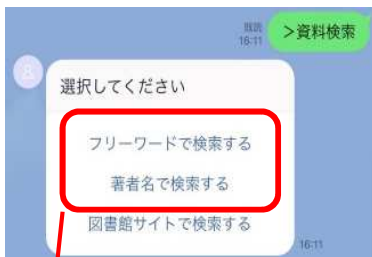 既読
16:11
>資料検索
選択してください
フリーワードで検索する
著者名で検索する
図書館サイトで検索する
16:11